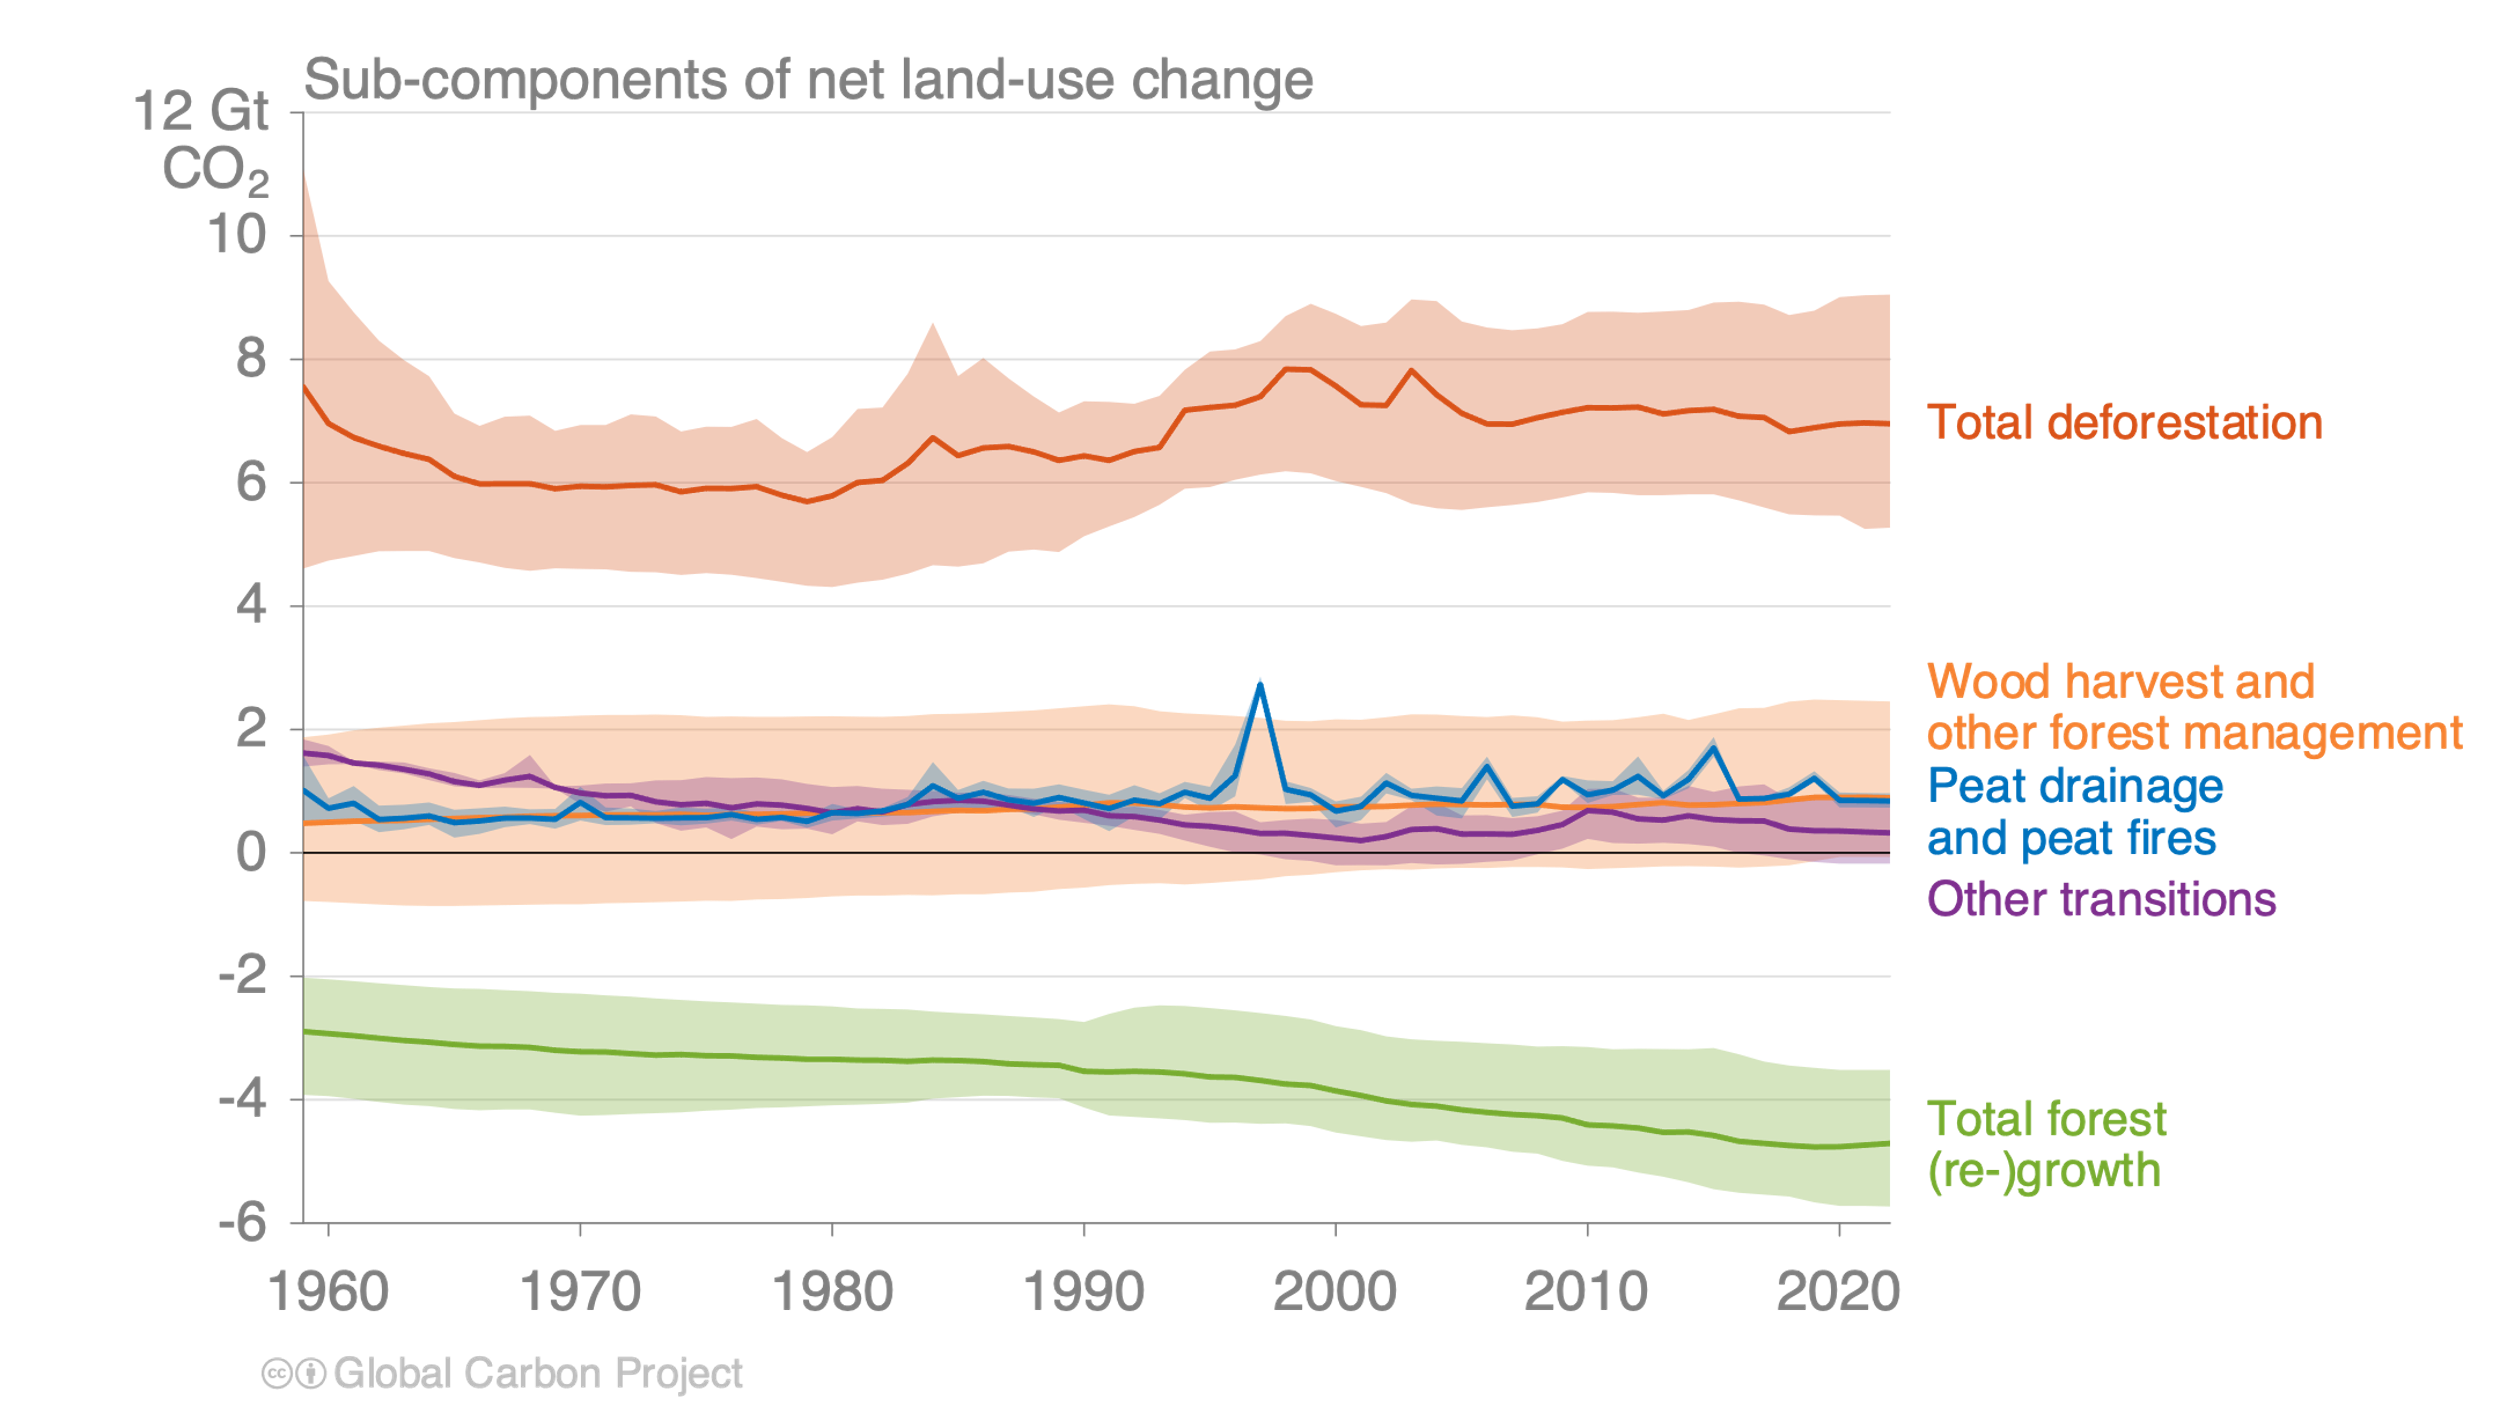 Sub-components of net land-use change
12 Gt
CO₂
10
8
6
4
2
0
-2
-4
-6
1960 1970 1980 1990 2000 2010 2020
Total deforestation
Wood harvest and
other forest management
Peat drainage
and peat fires
Other transitions
Total forest
(re-)growth
cc Global Carbon Project